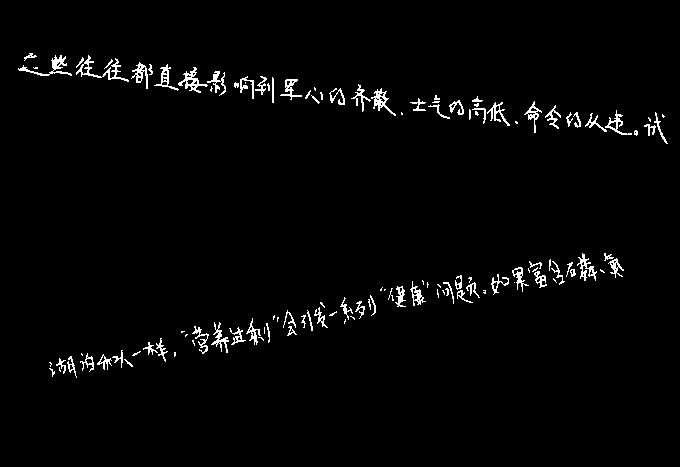 这些往往都直接影响到军心的齐散、士气的高低、命令的从违。试
湖泊和人一样，“营养过剩”会引发一系列“健康”问题。如果富含磷、氮